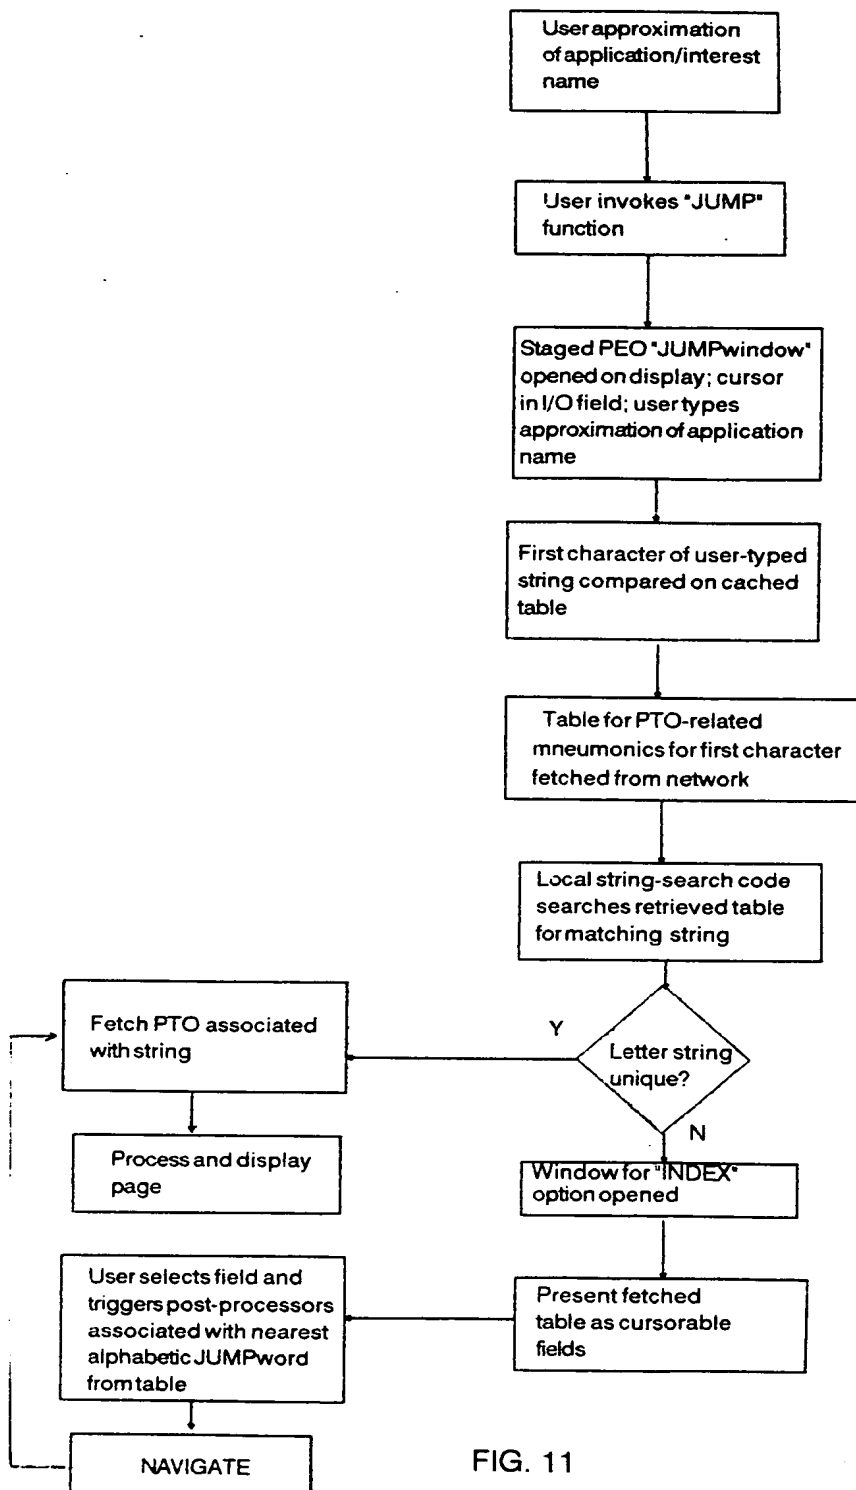 User approximation
of application/interest
name
User invokes "JUMP"
function
Staged PEO "JUMPwindow"
opened on display; cursor
in I/O field; user types
approximation of application
name
First character of user-typed
string compared on cached
table
Table for PTO-related
mneumonics for first character
fetched from network
Local string-search code
searches retrieved table
for matching string
Letter string
unique?
Y
N
Fetch PTO associated
with string
Process and display
page
Window for "INDEX"
option opened
Present fetched
table as cursorable
fields
User selects field and
triggers post-processors
associated with nearest
alphabetic JUMPword
from table
NAVIGATE
FIG. 11